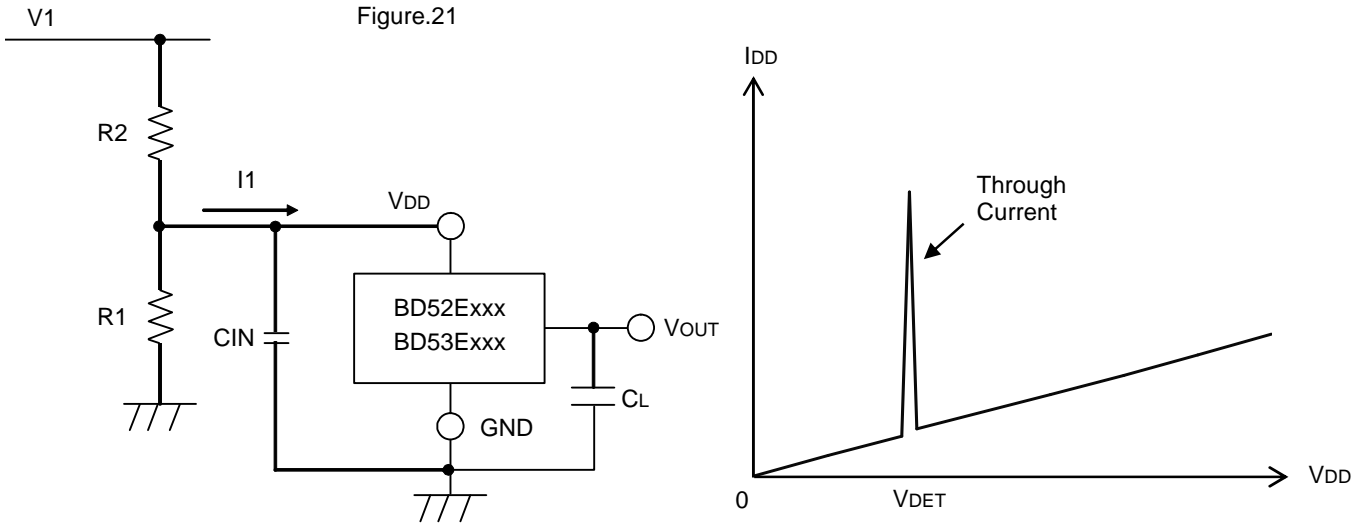 Figure.21
V1
R2
I1
VDD
R1
CIN
BD52Exxx
BD53Exxx
VOUT
CL
GND
IDD
Through
Current
0
VDET
VDD